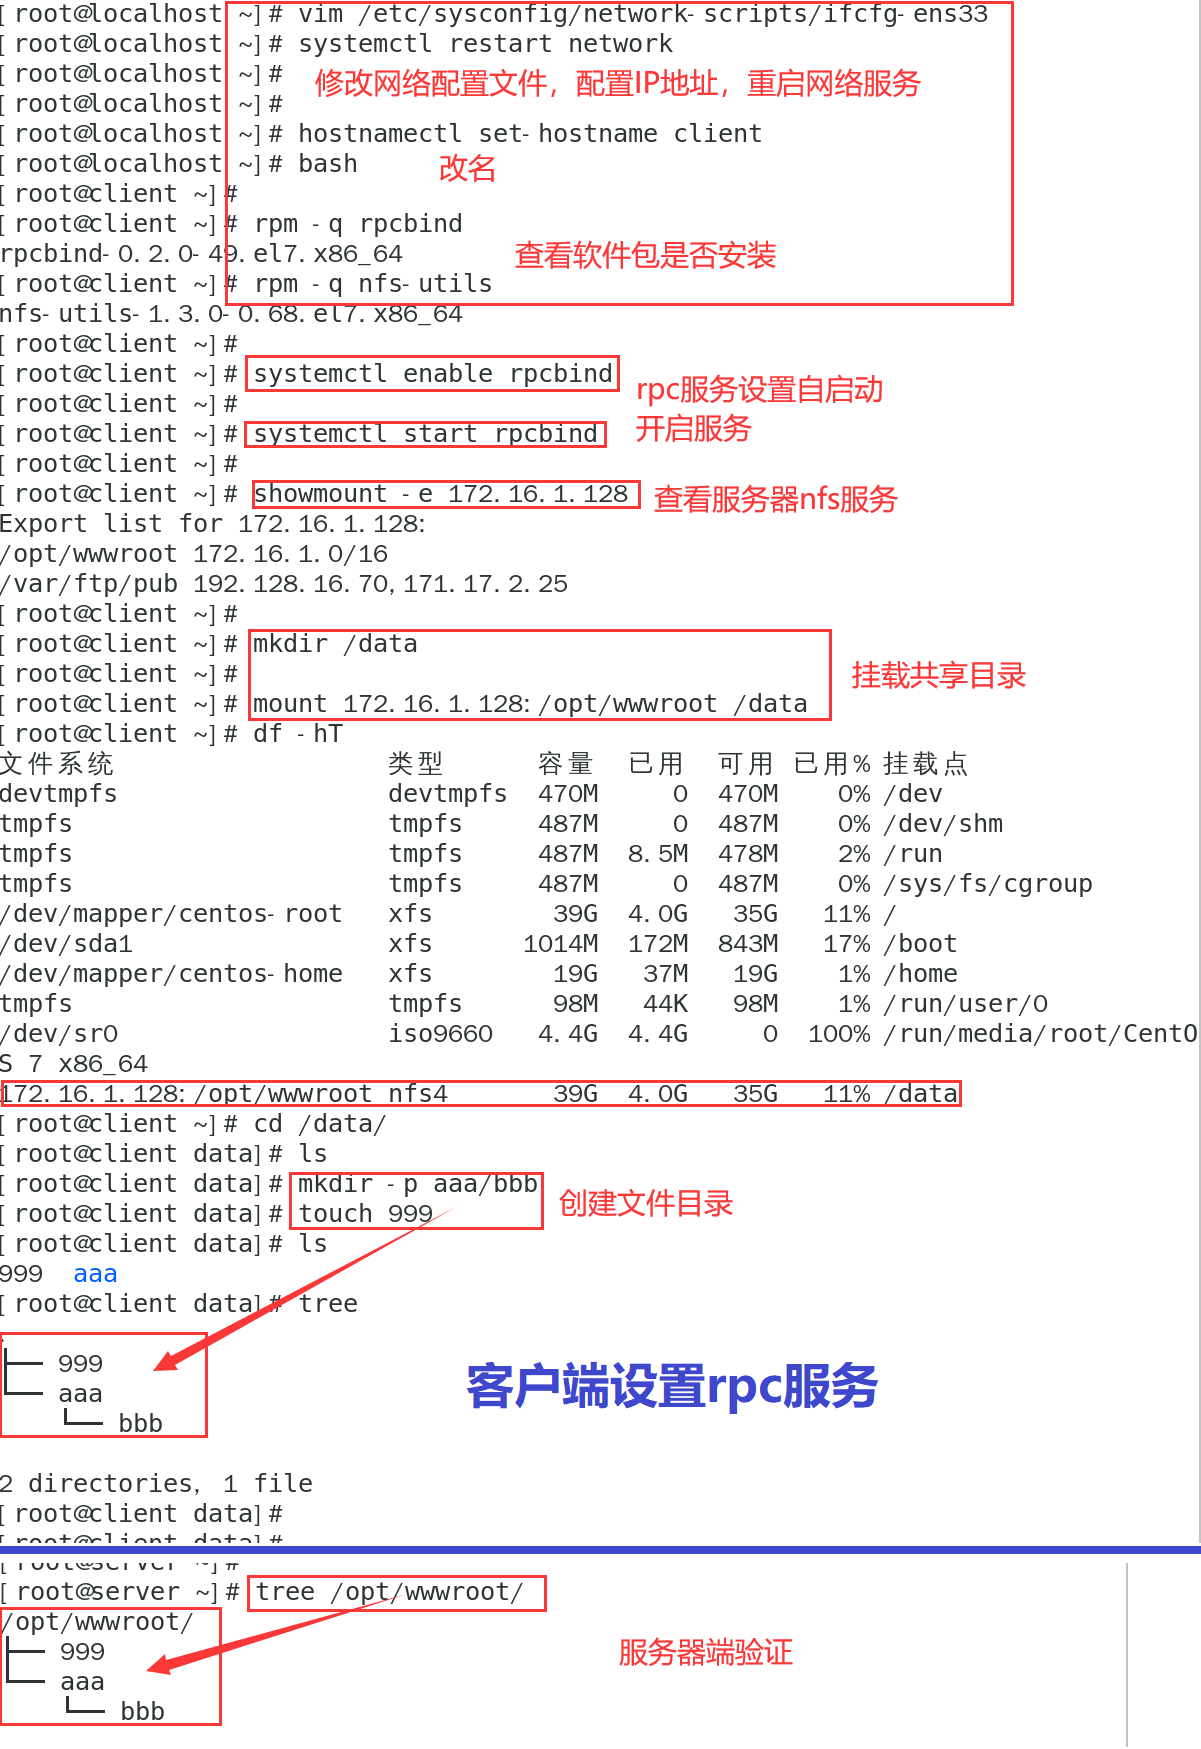 [root@localhost ~]# vim /etc/sysconfig/network-scripts/ifcfg-ens33
[root@localhost ~]# systemctl restart network
[root@localhost ~]#
修改网络配置文件，配置IP地址，重启网络服务
[root@localhost ~]#
[root@localhost ~]# hostnamectl set-hostname client
[root@localhost ~]# bash
改名
[root@client ~]#
[root@client ~]# rpm -q rpcbind
rpcbind-0.2.0-49.el7.x86_64
查看软件包是否安装
[root@client ~]# rpm -q nfs-utils
nfs-utils-1.3.0-0.68.el7.x86_64
[root@client ~]#
[root@client ~]# systemctl enable rpcbind
rpc服务设置自启动
[root@client ~]#
[root@client ~]# systemctl start rpcbind
开启服务
[root@client ~]#
[root@client ~]# showmount -e 172.16.1.128
查看服务器nfs服务
Export list for 172.16.1.128:
/opt/wwwroot 172.16.1.0/16
/var/ftp/pub 192.128.16.70,171.17.2.25
[root@client ~]#
[root@client ~]# mkdir /data
[root@client ~]#
挂载共享目录
[root@client ~]# mount 172.16.1.128:/opt/wwwroot /data
[root@client ~]# df -hT
文件系统 类型 容量 已用 可用 已用% 挂载点
devtmpfs devtmpfs 470M 0 470M 0% /dev
tmpfs tmpfs 487M 0 487M 0% /dev/shm
tmpfs tmpfs 487M 8.5M 478M 2% /run
tmpfs tmpfs 487M 0 487M 0% /sys/fs/cgroup
/dev/mapper/centos-root xfs 39G 4.0G 35G 11% /
/dev/sda1 xfs 1014M 172M 843M 17% /boot
/dev/mapper/centos-home xfs 19G 37M 19G 1% /home
tmpfs tmpfs 98M 44K 98M 1% /run/user/0
/dev/sr0 iso9660 4.4G 4.4G 0 100% /run/media/root/CentO
S 7 x86_64
172.16.1.128:/opt/wwwroot nfs4 39G 4.0G 35G 11% /data
[root@client ~]# cd /data/
[root@client data]# ls
[root@client data]# mkdir -p aaa/bbb
创建文件目录
[root@client data]# touch 999
[root@client data]# ls
999 aaa
[root@client data]# tree
.
├── 999
├── aaa
└── bbb
客户端设置rpc服务
2 directories, 1 file
[root@client data]#
[root@client data]#
[root@server ~]#
[root@server ~]# tree /opt/wwwroot/
/opt/wwwroot/
├── 999
├── aaa
└── bbb
服务器端验证